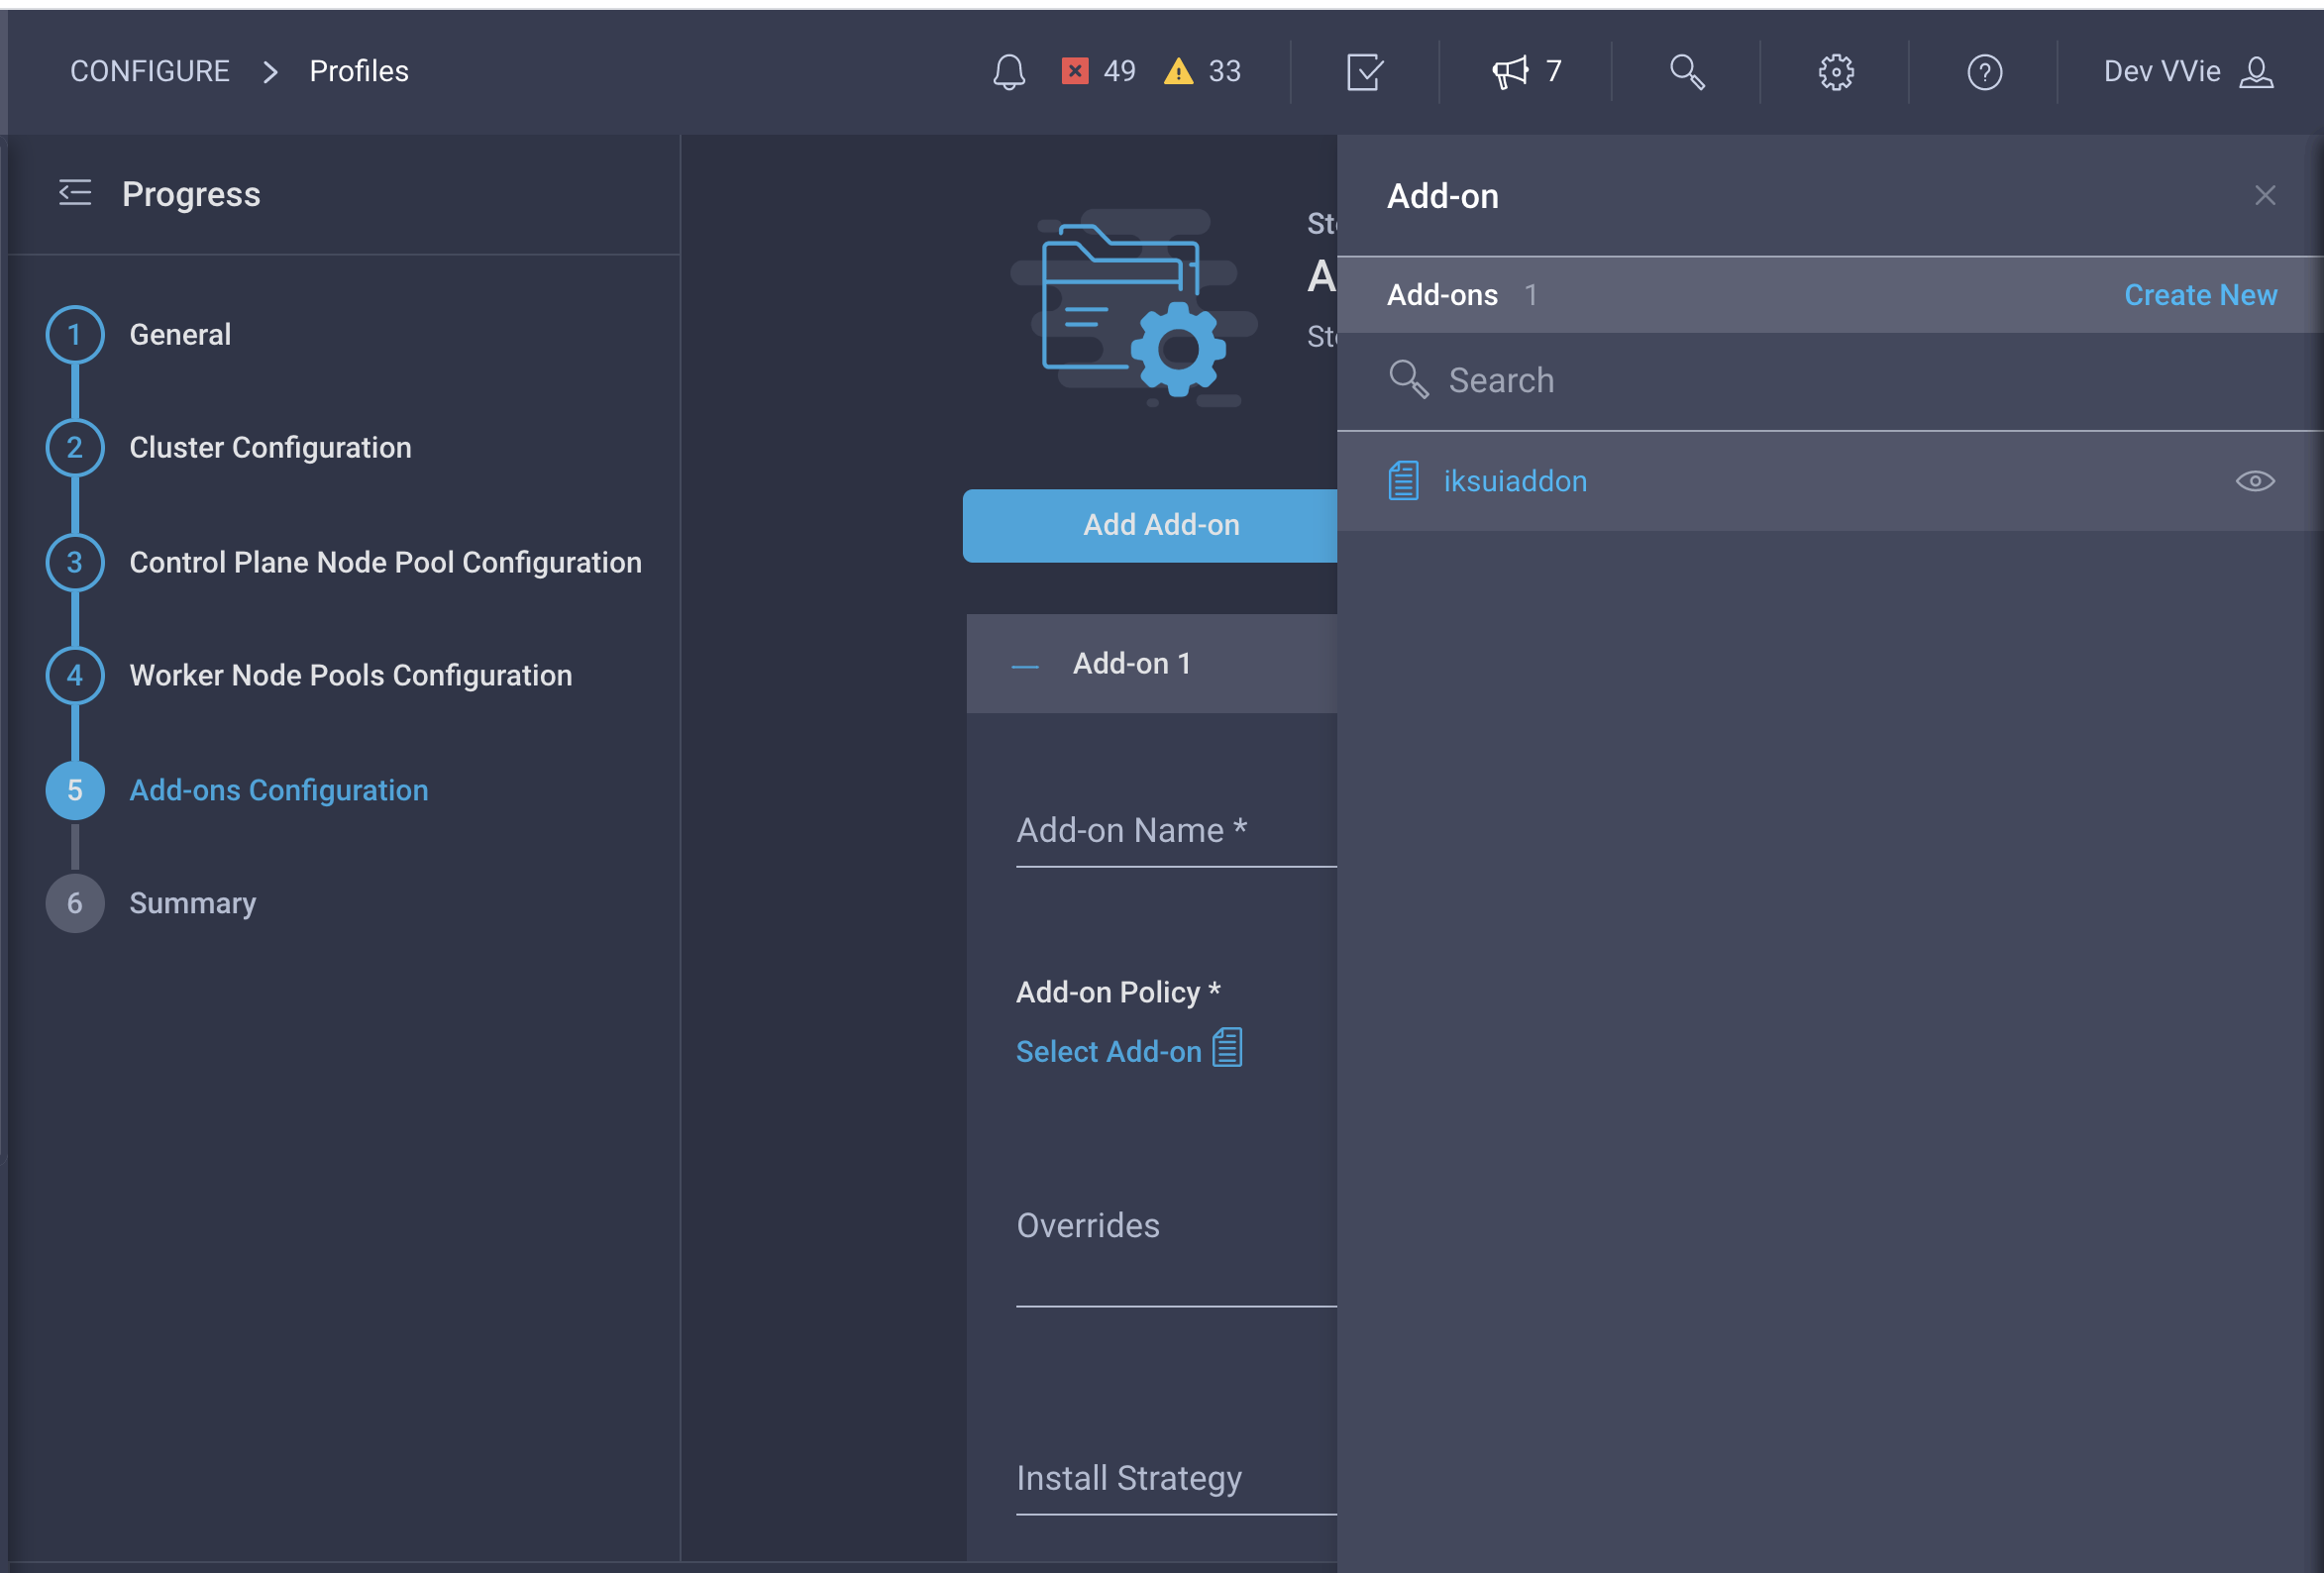 CONFIGURE > Profiles
49 33
7
Dev VVie
Progress
1 General
2 Cluster Configuration
3 Control Plane Node Pool Configuration
4 Worker Node Pools Configuration
5 Add-ons Configuration
6 Summary
Add Add-on
Add-on 1
Add-on Name *
Add-on Policy *
Select Add-on
Overrides
Install Strategy
Add-on
Add-ons 1
Create New
Search
iksuiaddon